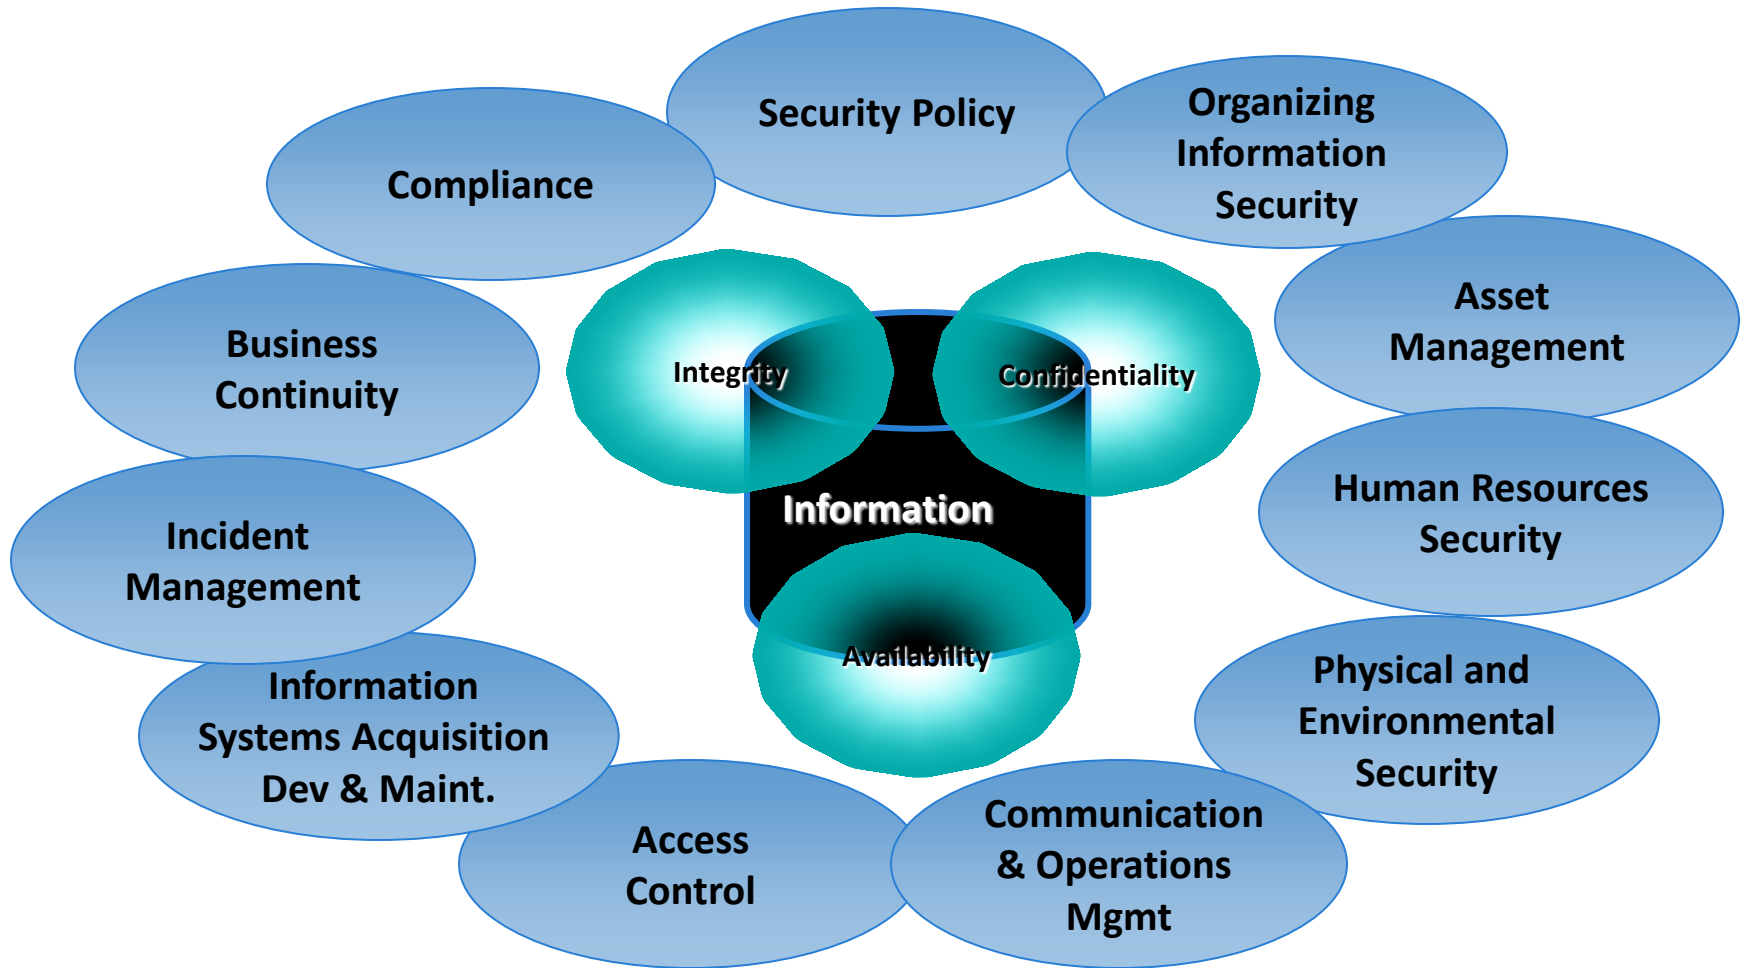 Security Policy
Organizing
Information
Security
Compliance
Asset
Management
Business
Continuity
Integrity
Confidentiality
Human Resources
Security
Information
Incident
Management
Availability
Physical and
Environmental
Security
Information
Systems Acquisition
Dev & Maint.
Access
Control
Communication
& Operations
Mgmt